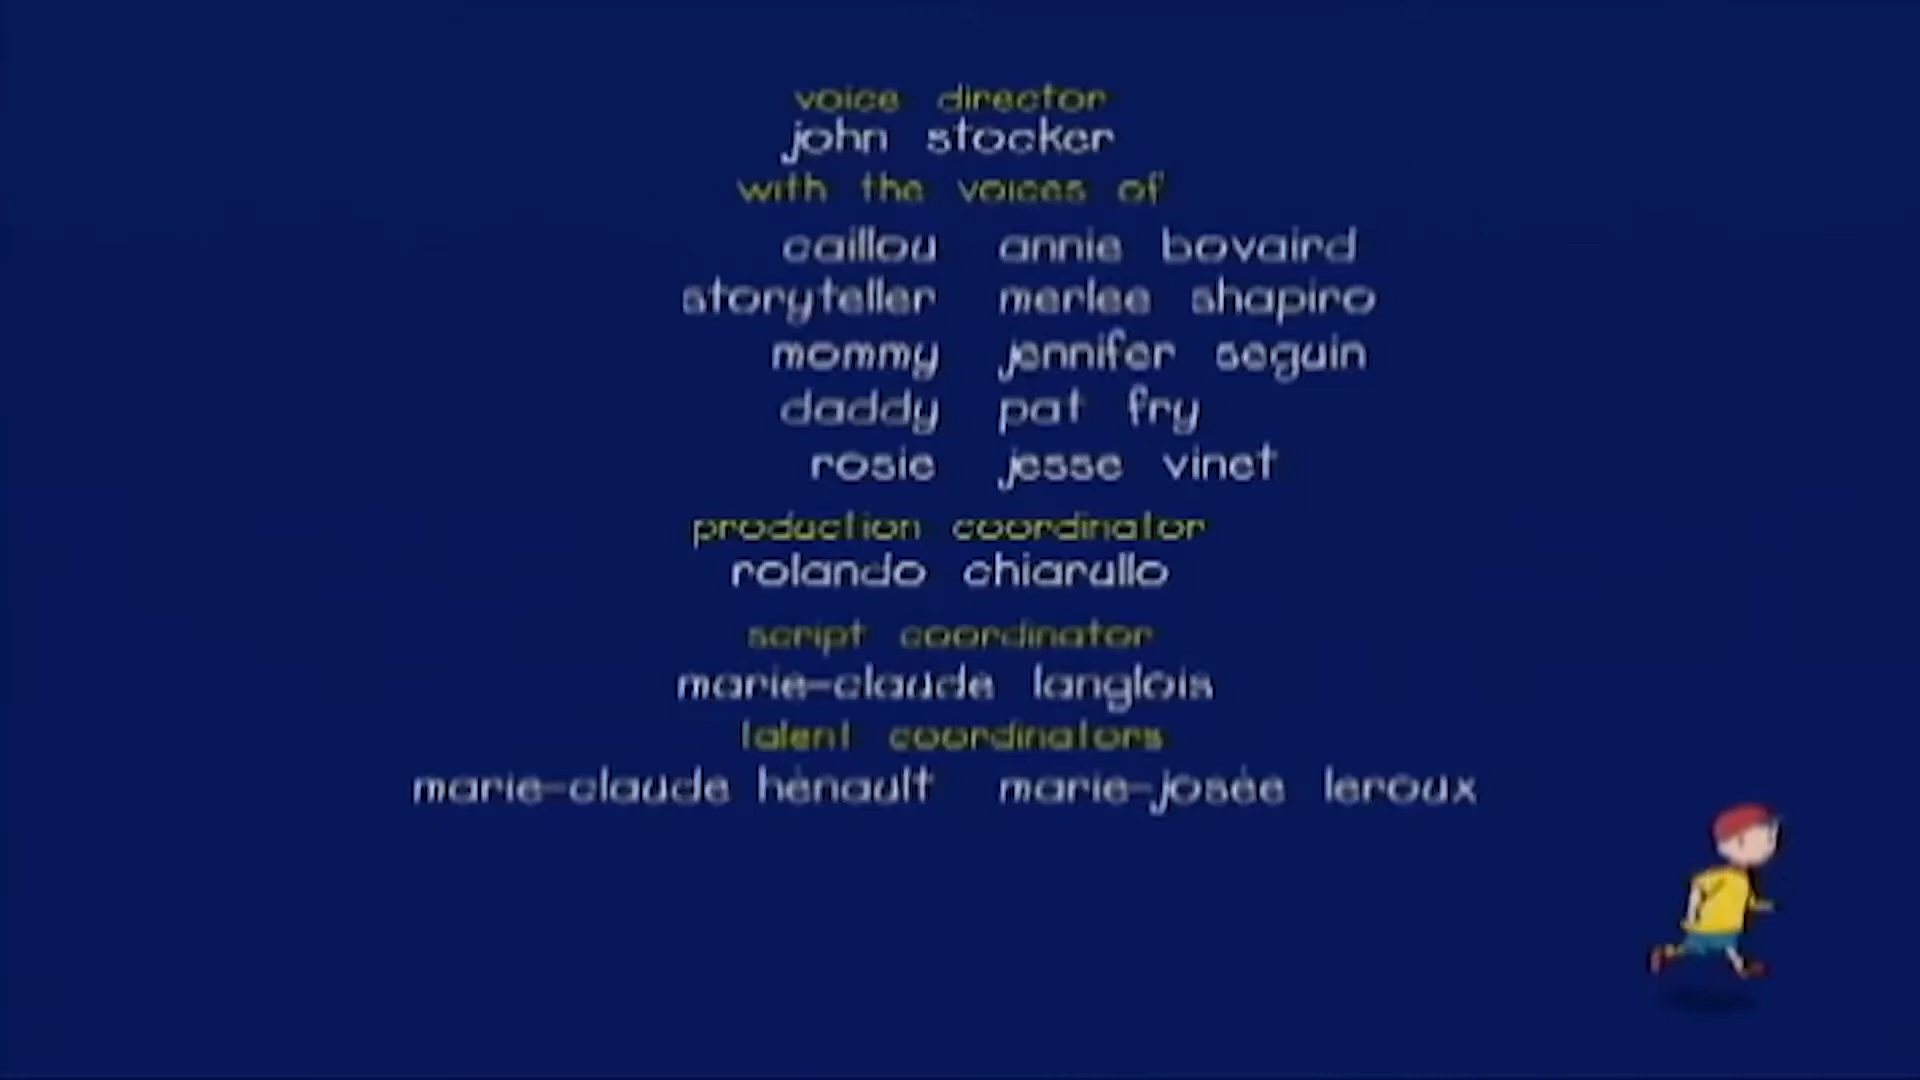 voice director
john stocker
with the voices of
caillou annie bovaird
storyteller merlee shapiro
mommy jennifer seguin
daddy pat fry
rosie jesse vinet
production coordinator
rolando chiarullo
script coordinator
marie-claude langlois
talent coordinators
marie-claude hénault marie-josée leroux